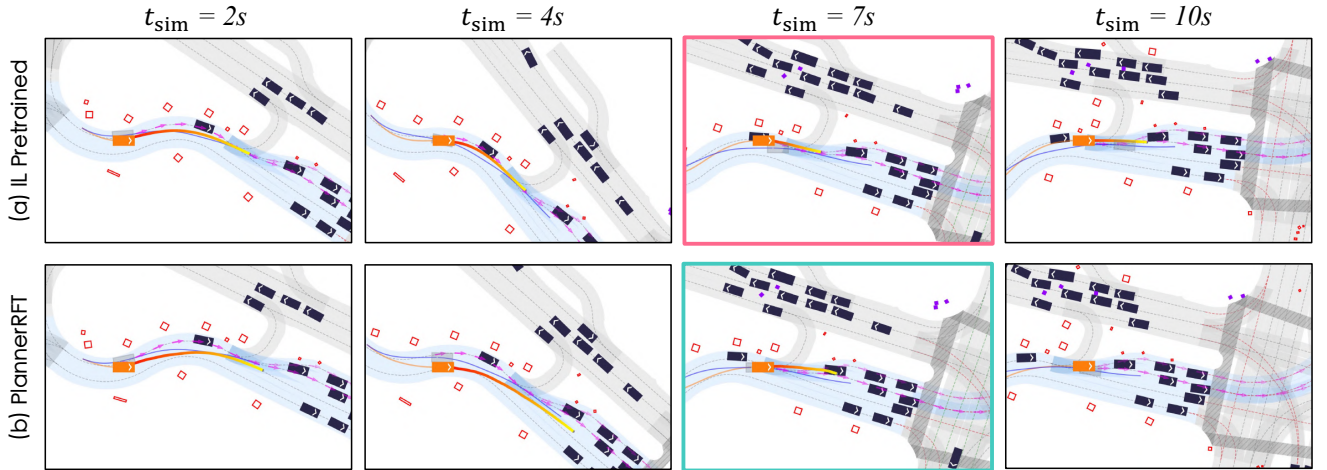 t_sim = 2s
t_sim = 4s
t_sim = 7s
t_sim = 10s
(a) IL Pretrained
(b) PlannerRFT